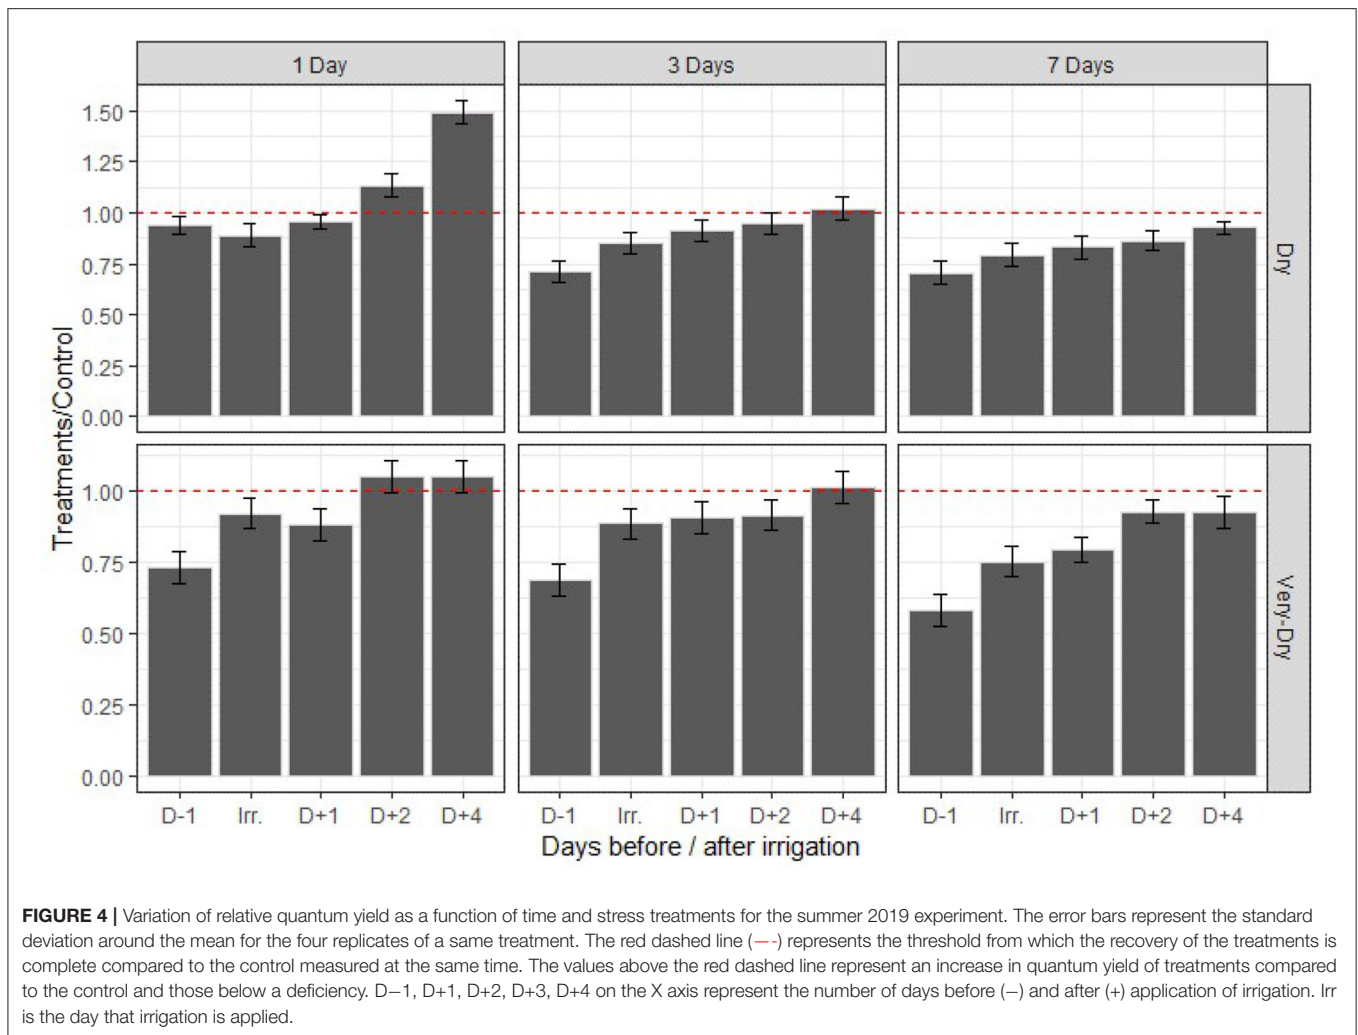 1 Day
3 Days
7 Days
1.50
1.25
1.00
0.75
0.50
0.25
0.00
Dry
Treatments/Control
1.00
0.75
0.50
0.25
0.00
Very-Dry
D-1 Irr. D+1 D+2 D+4
D-1 Irr. D+1 D+2 D+4
D-1 Irr. D+1 D+2 D+4
Days before / after irrigation
FIGURE 4 | Variation of relative quantum yield as a function of time and stress treatments for the summer 2019 experiment. The error bars represent the standard
deviation around the mean for the four replicates of a same treatment. The red dashed line (—-) represents the threshold from which the recovery of the treatments is
complete compared to the control measured at the same time. The values above the red dashed line represent an increase in quantum yield of treatments compared
to the control and those below a deficiency. D−1, D+1, D+2, D+3, D+4 on the X axis represent the number of days before (−) and after (+) application of irrigation. Irr
is the day that irrigation is applied.